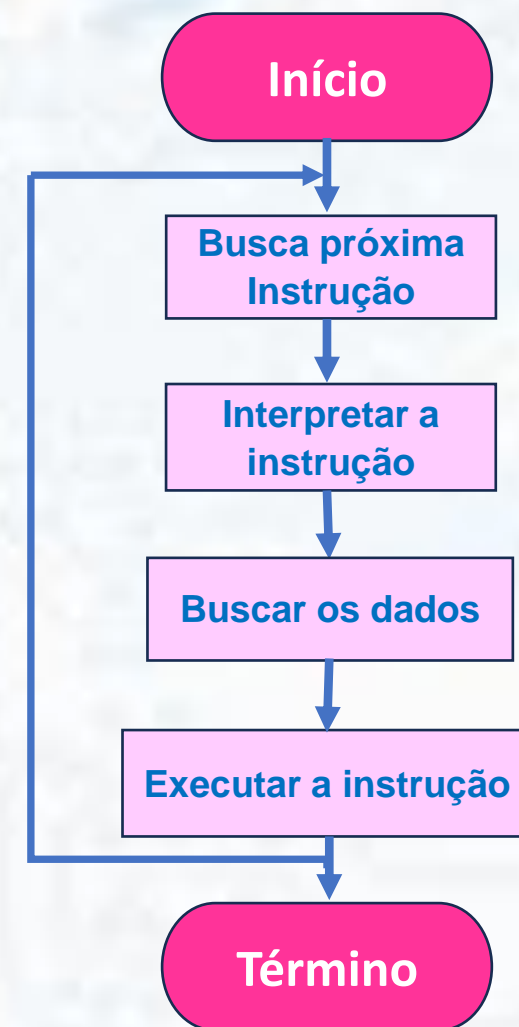 Início
Busca próxima
Instrução
Interpretar a
instrução
Buscar os dados
Executar a instrução
Término